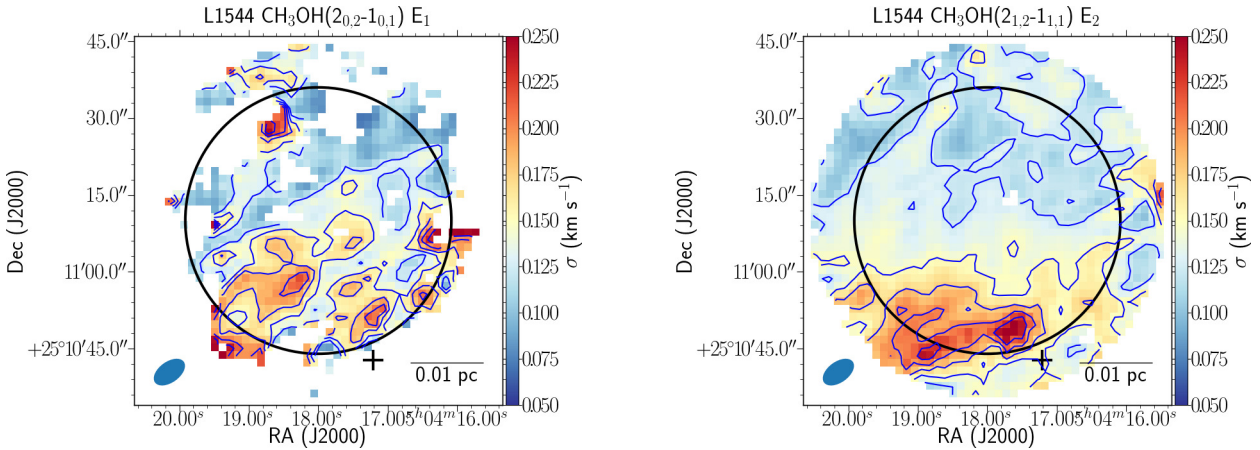 L1544 CH₃OH(2₀,₂-1₀,₁) E₁
45.0″
30.0″
15.0″
11′00.0″
+25°10′45.0″
Dec (J2000)
20.00ˢ 19.00ˢ 18.00ˢ 17.00ˢ 5ʰ04ᵐ16.00ˢ
RA (J2000)
0.01 pc
0.250
0.225
0.200
0.175
0.150
0.125
0.100
0.075
0.050
σ (km s⁻¹)
L1544 CH₃OH(2₁,₂-1₁,₁) E₂
45.0″
30.0″
15.0″
11′00.0″
+25°10′45.0″
Dec (J2000)
20.00ˢ 19.00ˢ 18.00ˢ 17.00ˢ 5ʰ04ᵐ16.00ˢ
RA (J2000)
0.01 pc
0.250
0.225
0.200
0.175
0.150
0.125
0.100
0.075
0.050
σ (km s⁻¹)